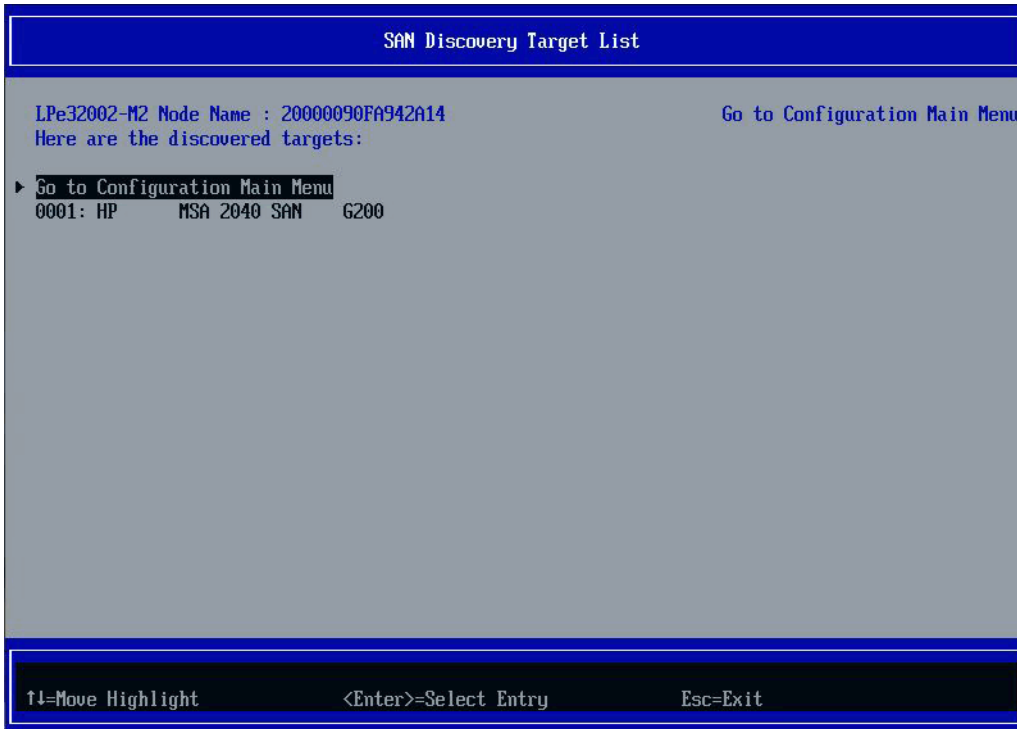 SAN Discovery Target List
LPe32002-M2 Node Name : 20000090FA942A14
Go to Configuration Main Menu
Here are the discovered targets:
Go to Configuration Main Menu
0001: HP MSA 2040 SAN G200
↑↓=Move Highlight <Enter>=Select Entry Esc=Exit